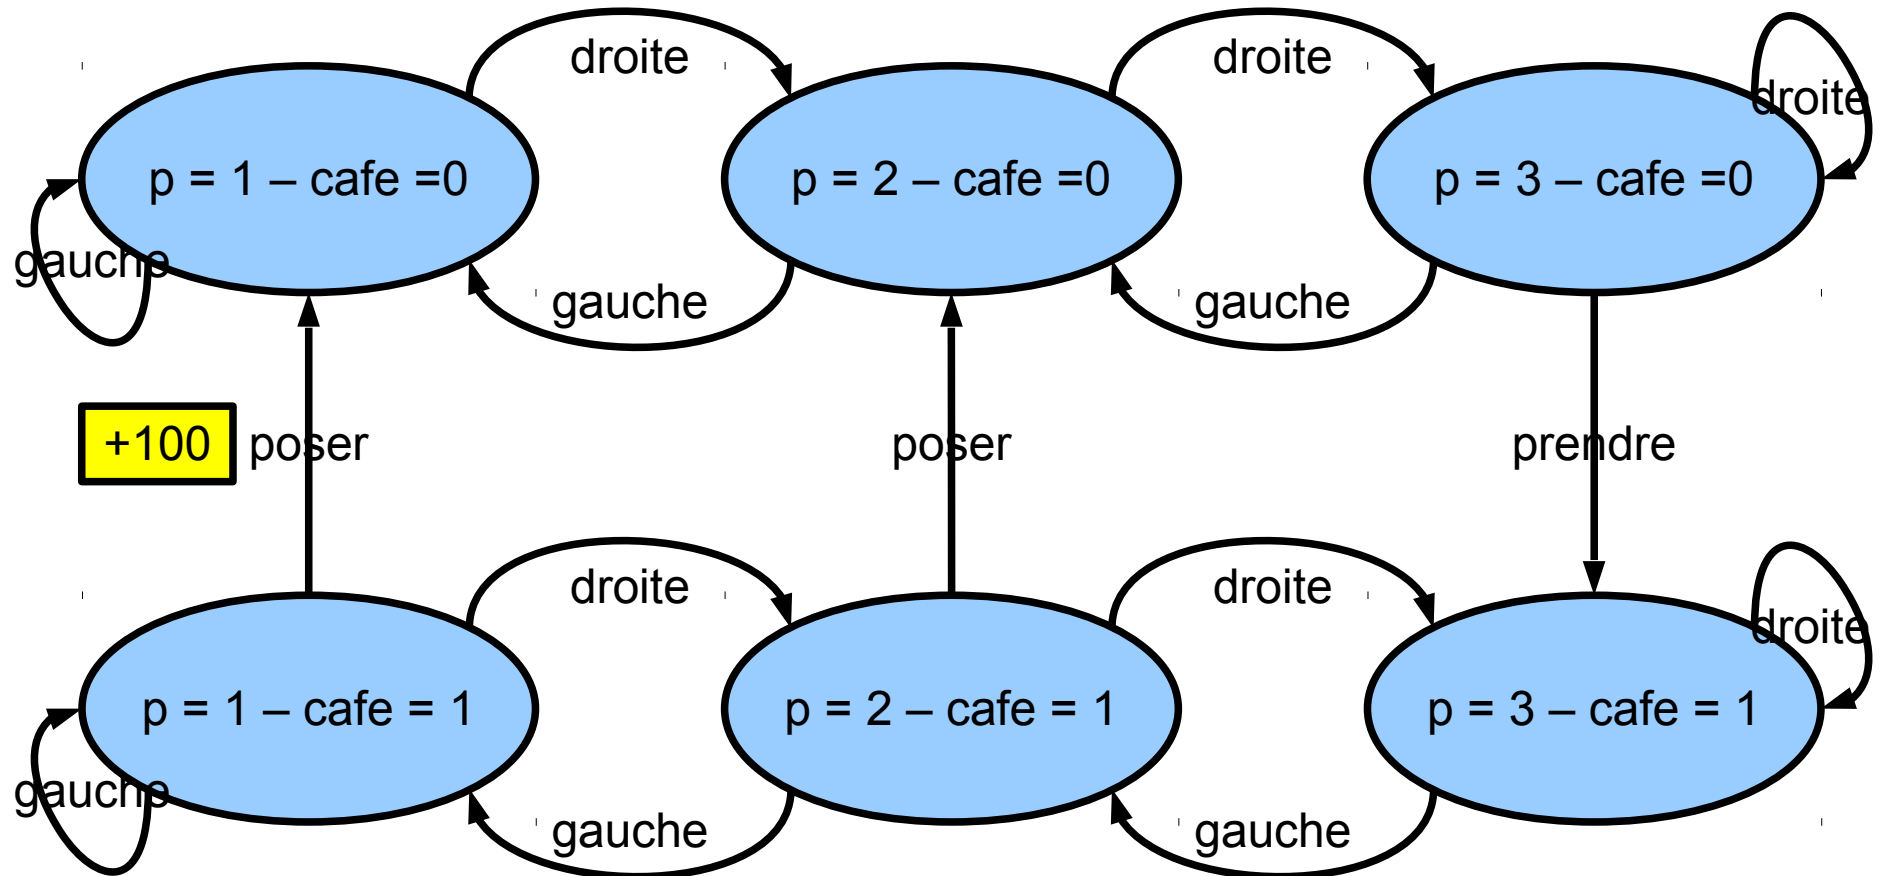 droite
droite
droite
p = 1 – cafe =0
p = 2 – cafe =0
p = 3 – cafe =0
gauche
gauche
gauche
+100
poser
poser
prendre
droite
droite
droite
p = 1 – cafe = 1
p = 2 – cafe = 1
p = 3 – cafe = 1
gauche
gauche
gauche